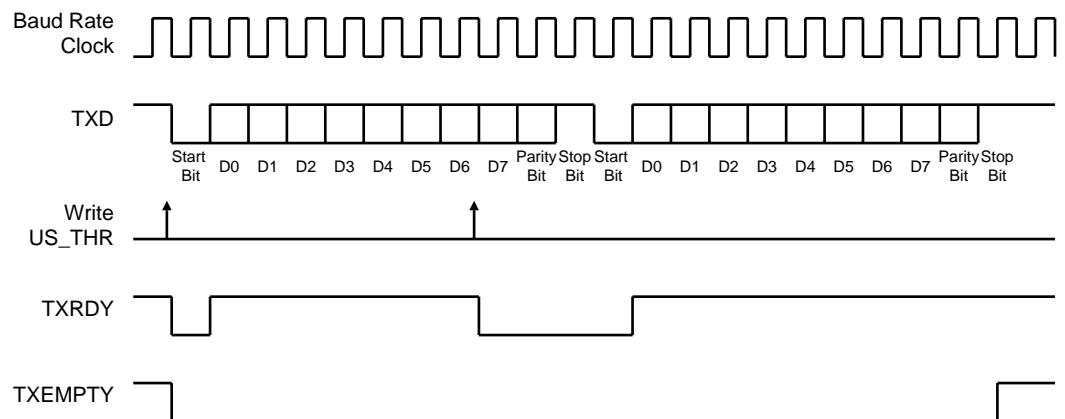 Baud Rate
Clock
TXD
Start
Bit
D0
D1
D2
D3
D4
D5
D6
D7
Parity
Bit
Stop
Bit
Start
Bit
D0
D1
D2
D3
D4
D5
D6
D7
Parity
Bit
Stop
Bit
Write
US_THR
TXRDY
TXEMPTY